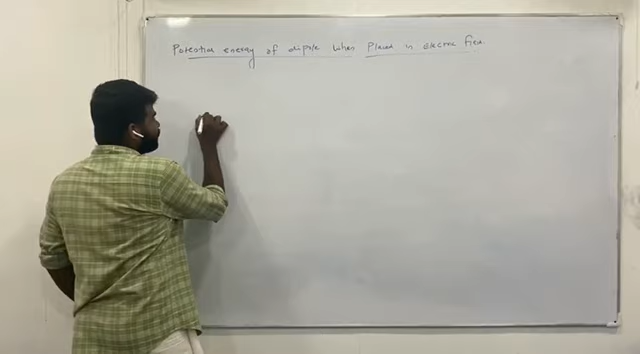 Potential energy of dipole when Placed in electric field.